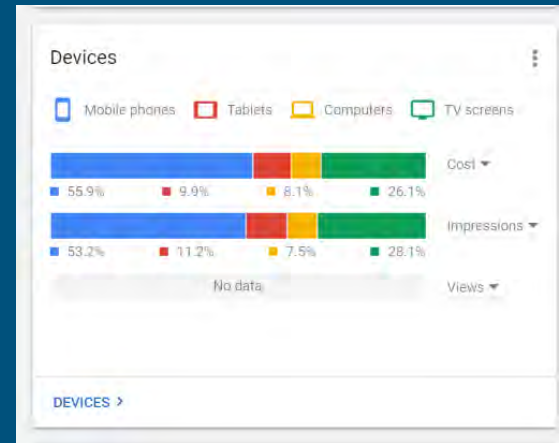 Devices
Mobile phones Tablets Computers TV screens
Cost
55.9% 9.9% 8.1% 26.1%
Impressions
53.2% 11.2% 7.5% 28.1%
No data
Views
DEVICES